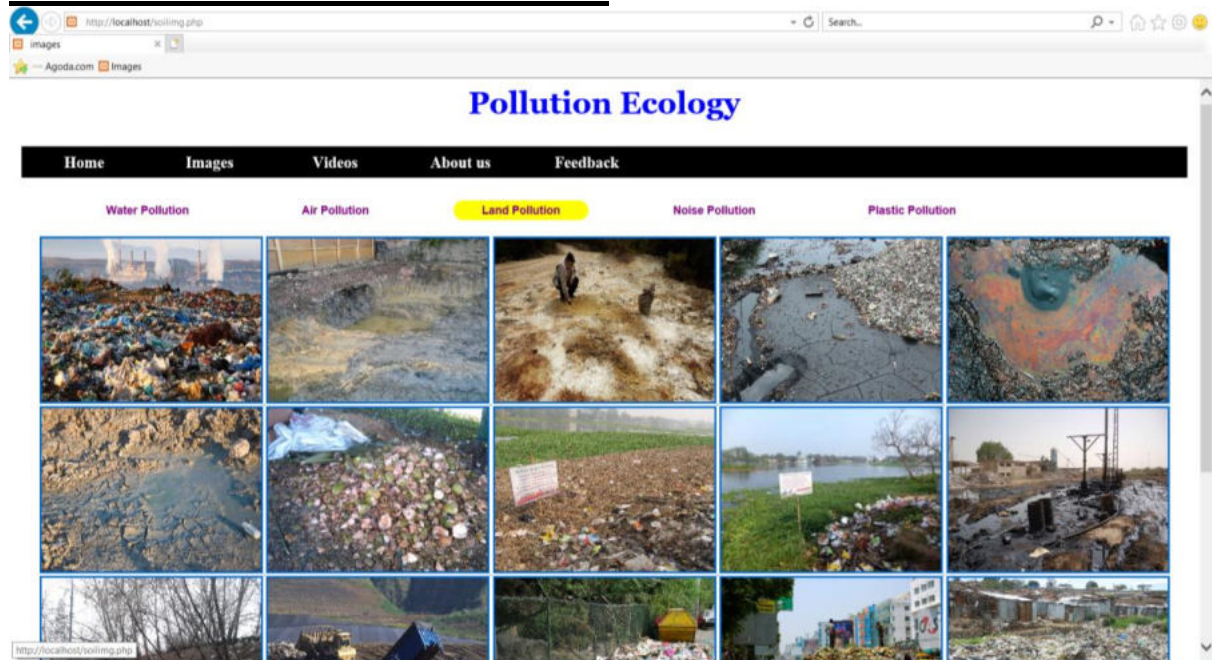 http://localhost/soilimg.php
Search...
images
Agoda.com Images
Pollution Ecology
Home Images Videos About us Feedback
Water Pollution Air Pollution Land Pollution Noise Pollution Plastic Pollution
http://localhost/soilimg.php